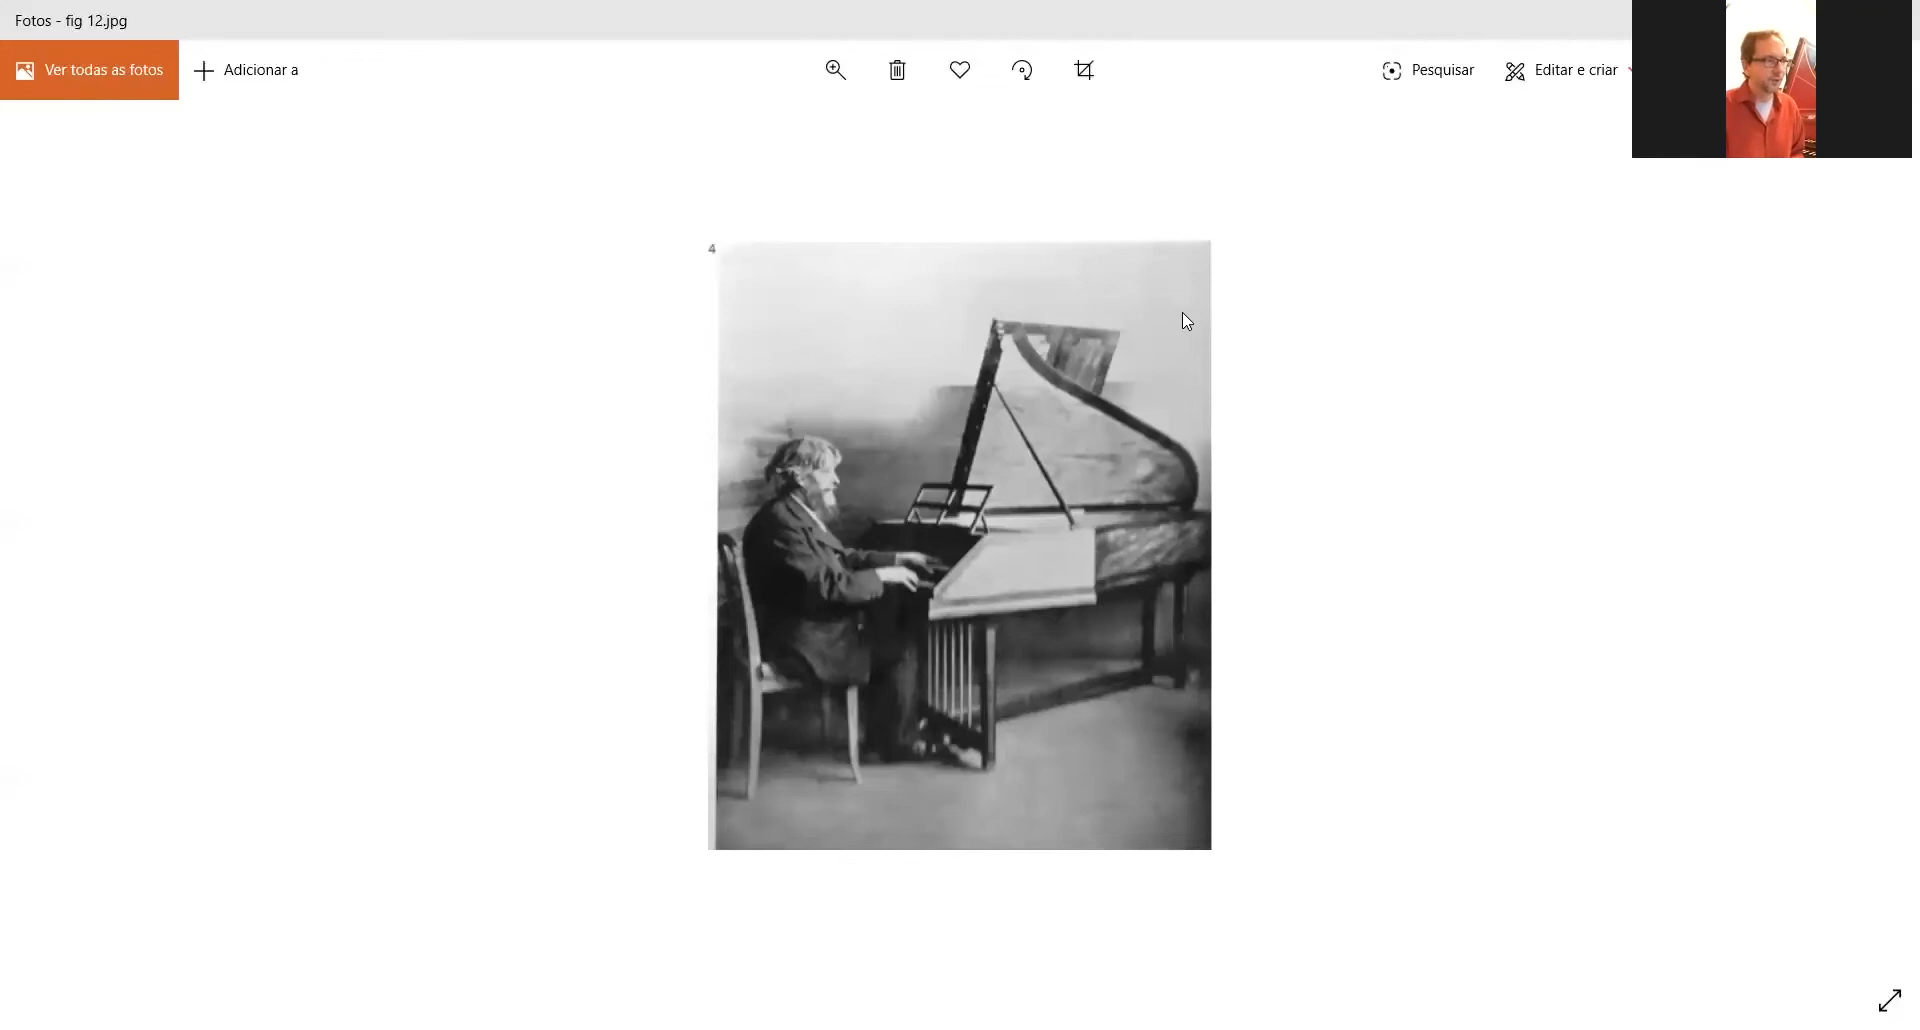 Fotos - fig 12.jpg
Ver todas as fotos
Adicionar a
Pesquisar
Editar e criar
4